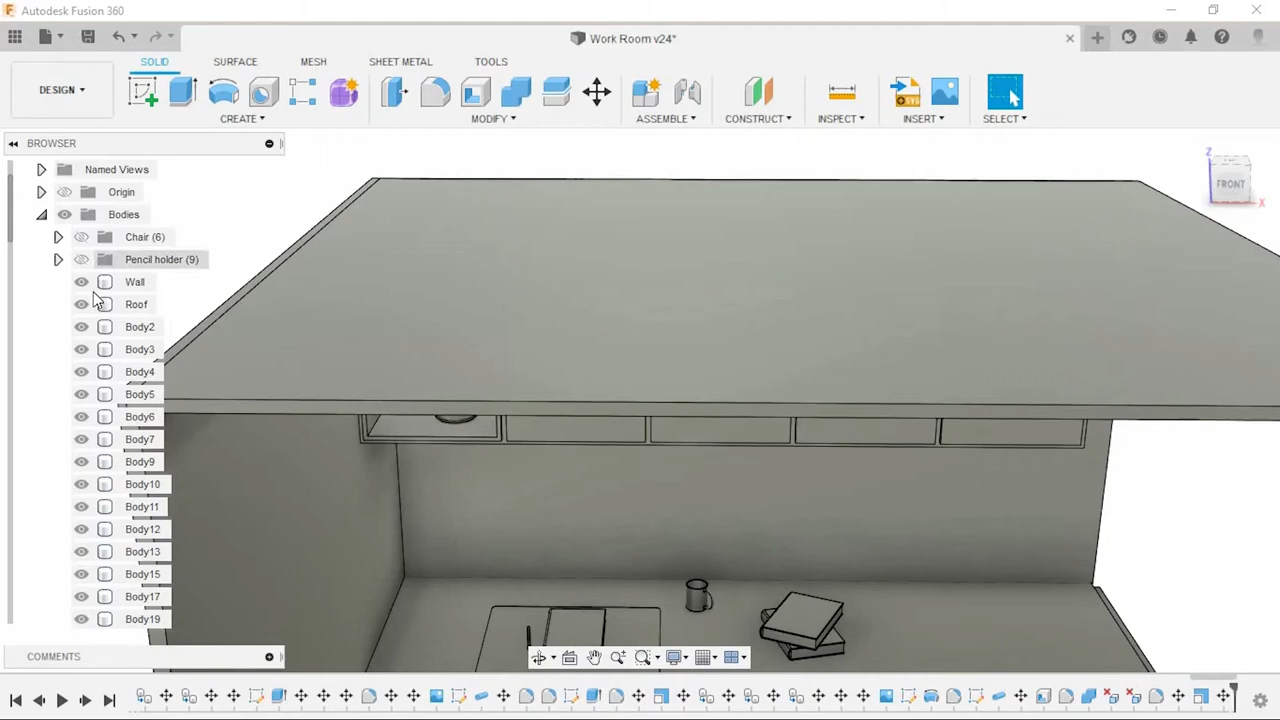 Autodesk Fusion 360
Work Room v24*
SOLID SURFACE MESH SHEET METAL TOOLS
DESIGN
CREATE MODIFY ASSEMBLE CONSTRUCT INSPECT INSERT SELECT
BROWSER
Named Views
Origin
Bodies
Chair (6)
Pencil holder (9)
Wall
Roof
Body2
Body3
Body4
Body5
Body6
Body7
Body9
Body10
Body11
Body12
Body13
Body15
Body17
Body19
COMMENTS
Z
FRONT
X